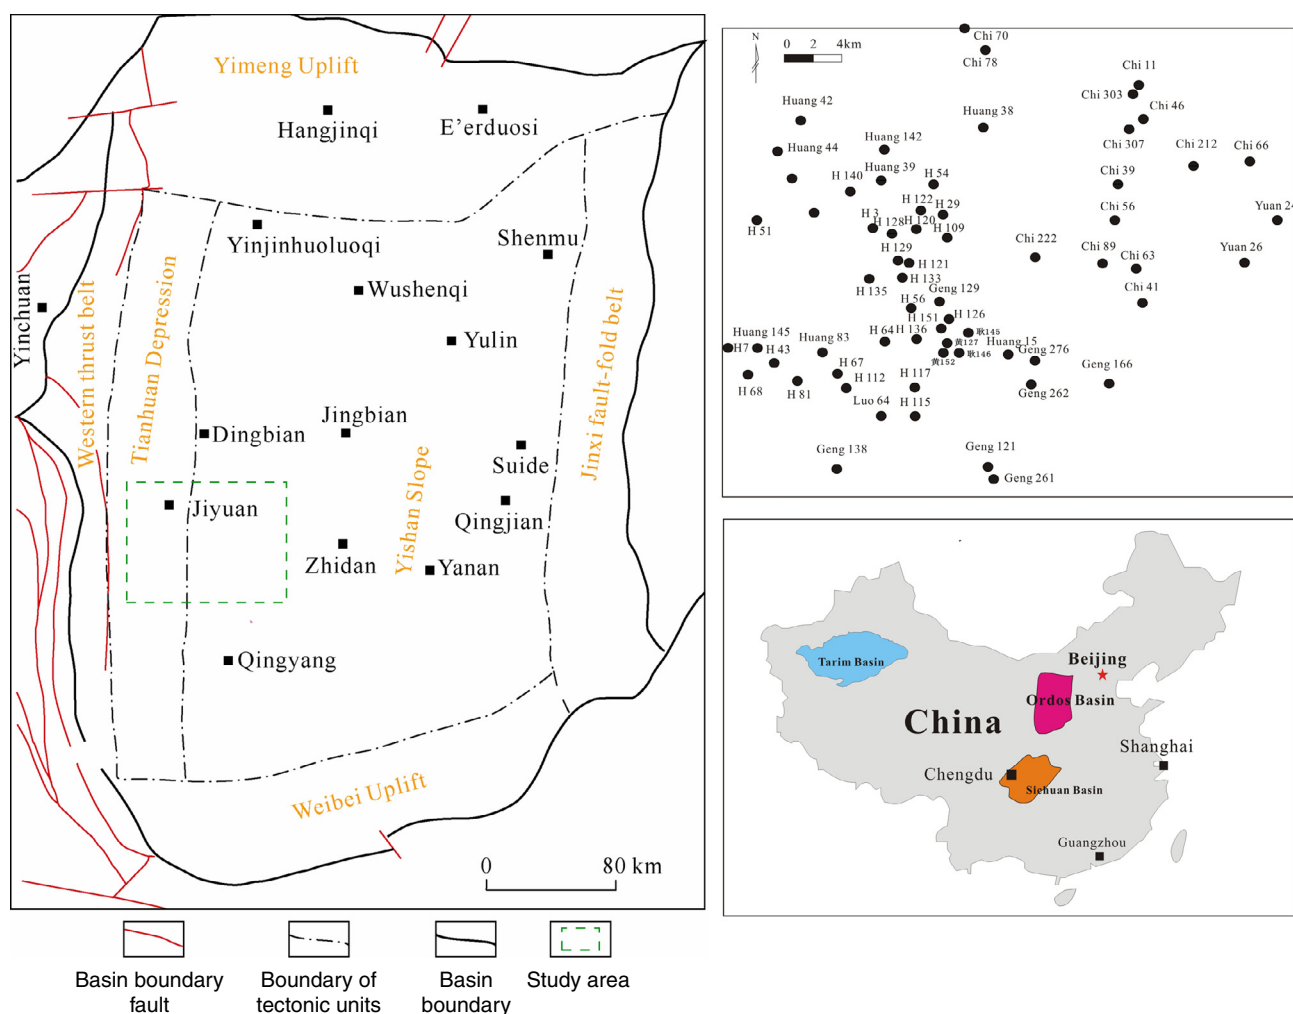 Yimeng Uplift
Hangjinqi
E'erduosi
Yinjinhuoluoqi
Shenmu
Wushenqi
Yulin
Yinchuan
Western thrust belt
Tianhuan Depression
Jinxi fault-fold belt
Yishan Slope
Dingbian
Jingbian
Suide
Jiyuan
Qingjian
Zhidan
Yanan
Qingyang
Weibei Uplift
0 80 km
Basin boundary
fault
Boundary of
tectonic units
Basin
boundary
Study area
N
0 2 4km
Chi 70
Chi 78
Chi 11
Chi 303
Chi 46
Huang 42
Huang 38
Chi 307
Huang 142
Huang 44
Chi 212
Chi 66
Huang 39
H 140
H 54
Chi 39
H 122
H 29
H 3
H 128
H 120
H 109
Chi 56
Yuan 24
H 51
H 129
H 121
Chi 222
Chi 89
Chi 63
Yuan 26
H 135
H 133
Geng 129
Chi 41
H 56
H 151
H 126
H 64
H 136
耿145
黄127
黄152
耿146
Huang 15
Huang 145
Huang 83
H7
H 43
Geng 276
Geng 166
H 67
H 68
H 81
H 112
H 117
Geng 262
Luo 64
H 115
Geng 138
Geng 121
Geng 261
Tarim Basin
Beijing
Ordos Basin
China
Shanghai
Chengdu
Sichuan Basin
Guangzhou